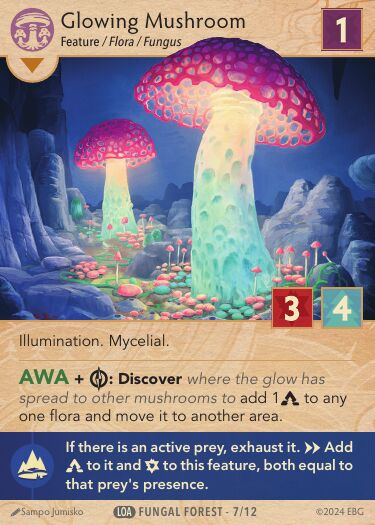 Glowing Mushroom
1
Feature / Flora / Fungus
3 4
Illumination. Mycelial.
AWA + : Discover where the glow has
spread to other mushrooms to add 1 to any
one flora and move it to another area.
If there is an active prey, exhaust it. Add
to it and to this feature, both equal to
that prey's presence.
Sampo Jumisko
LOA FUNGAL FOREST - 7/12
©2024 EBG